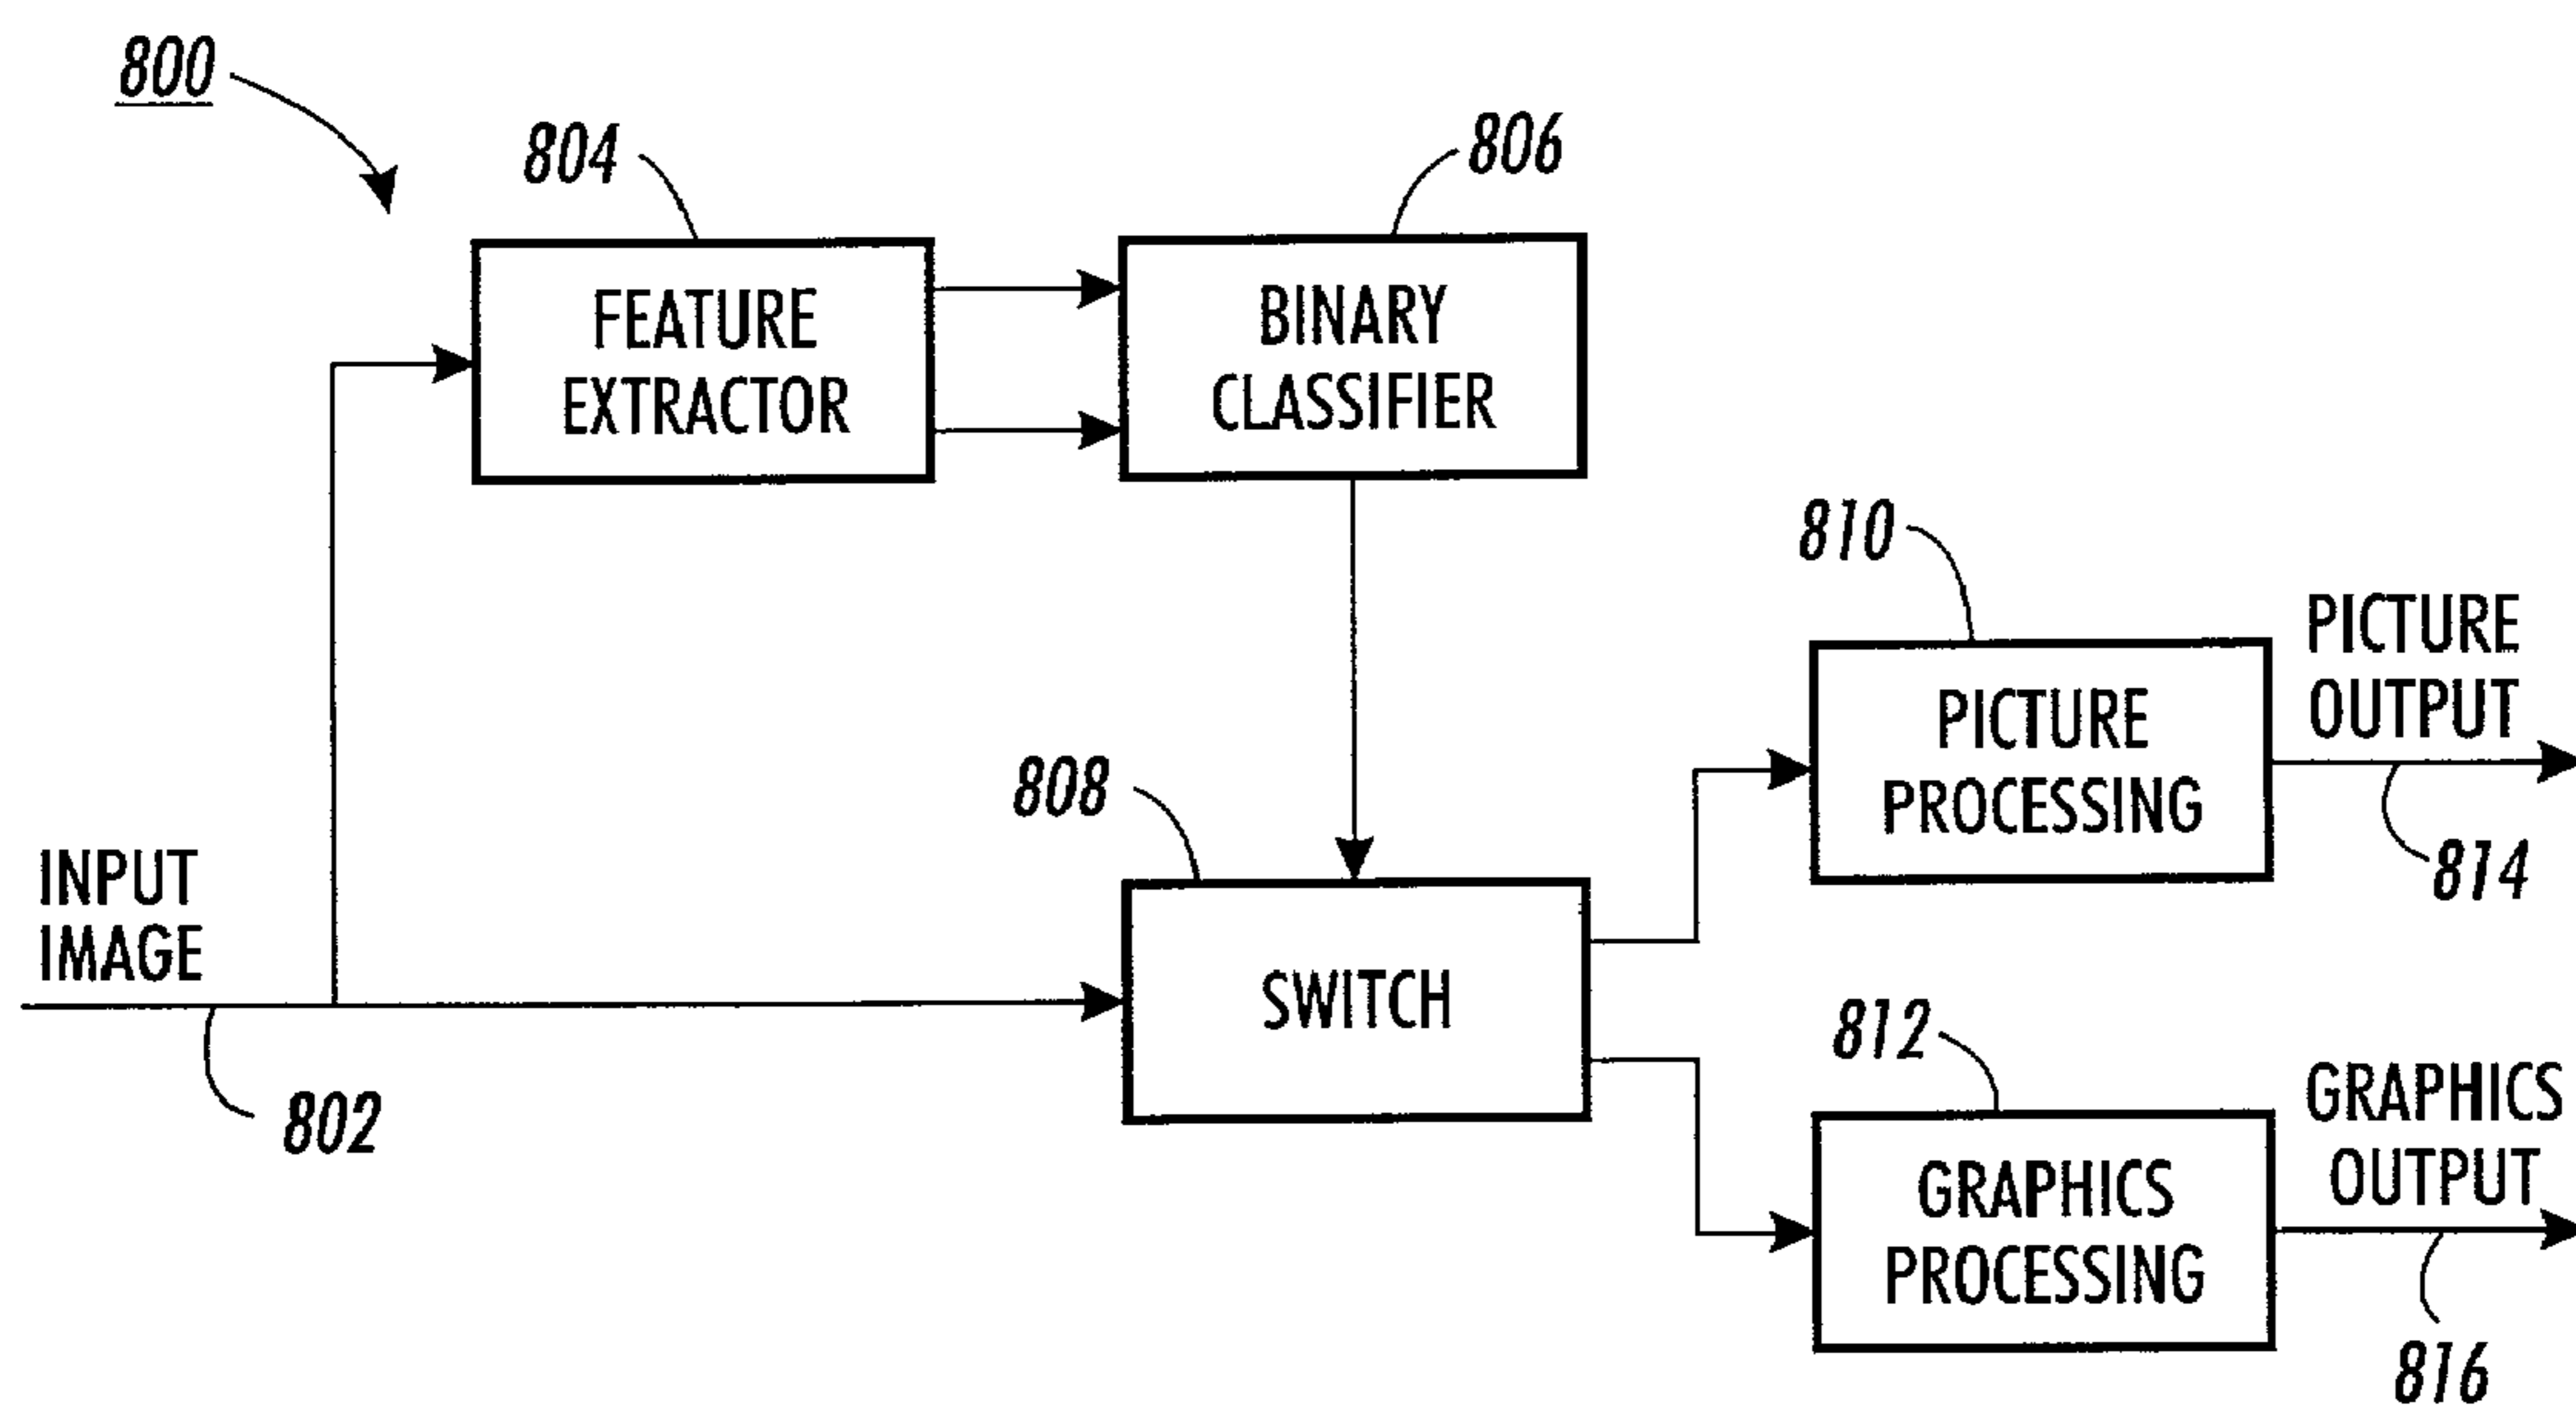 800
804
806
FEATURE
EXTRACTOR
BINARY
CLASSIFIER
810
PICTURE
OUTPUT
PICTURE
PROCESSING
808
814
INPUT
IMAGE
SWITCH
802
812
GRAPHICS
OUTPUT
GRAPHICS
PROCESSING
816